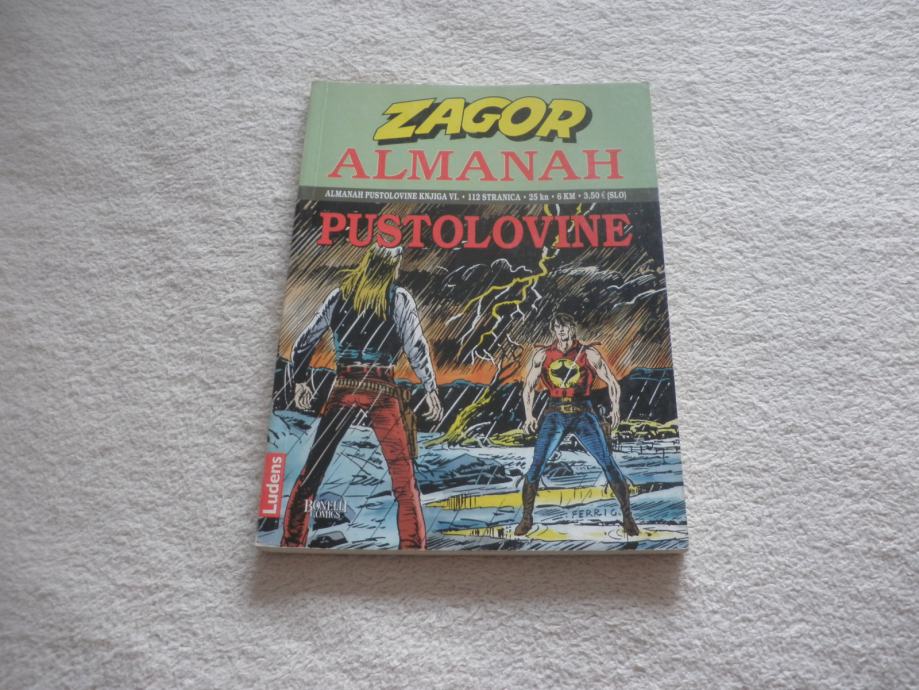 ZAGOR
ALMANAH
ALMANAH PUSTOLOVINE KNJIGA VI. • 112 STRANICA • 25 kn • 6 KM • 3.50 € (SLO)
PUSTOLOVINE
Ludens
BONELLI
COMICS
FERRI